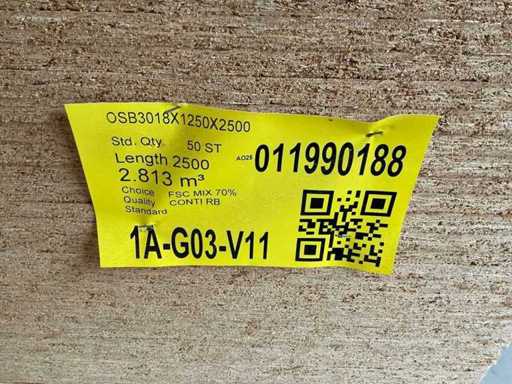 OSB3018X1250X2500
Std. Qty. 50 ST
Length 2500
A02E 011990188
2.813 m³
Choice FSC MIX 70%
Quality CONTI RB
Standard
1A-G03-V11